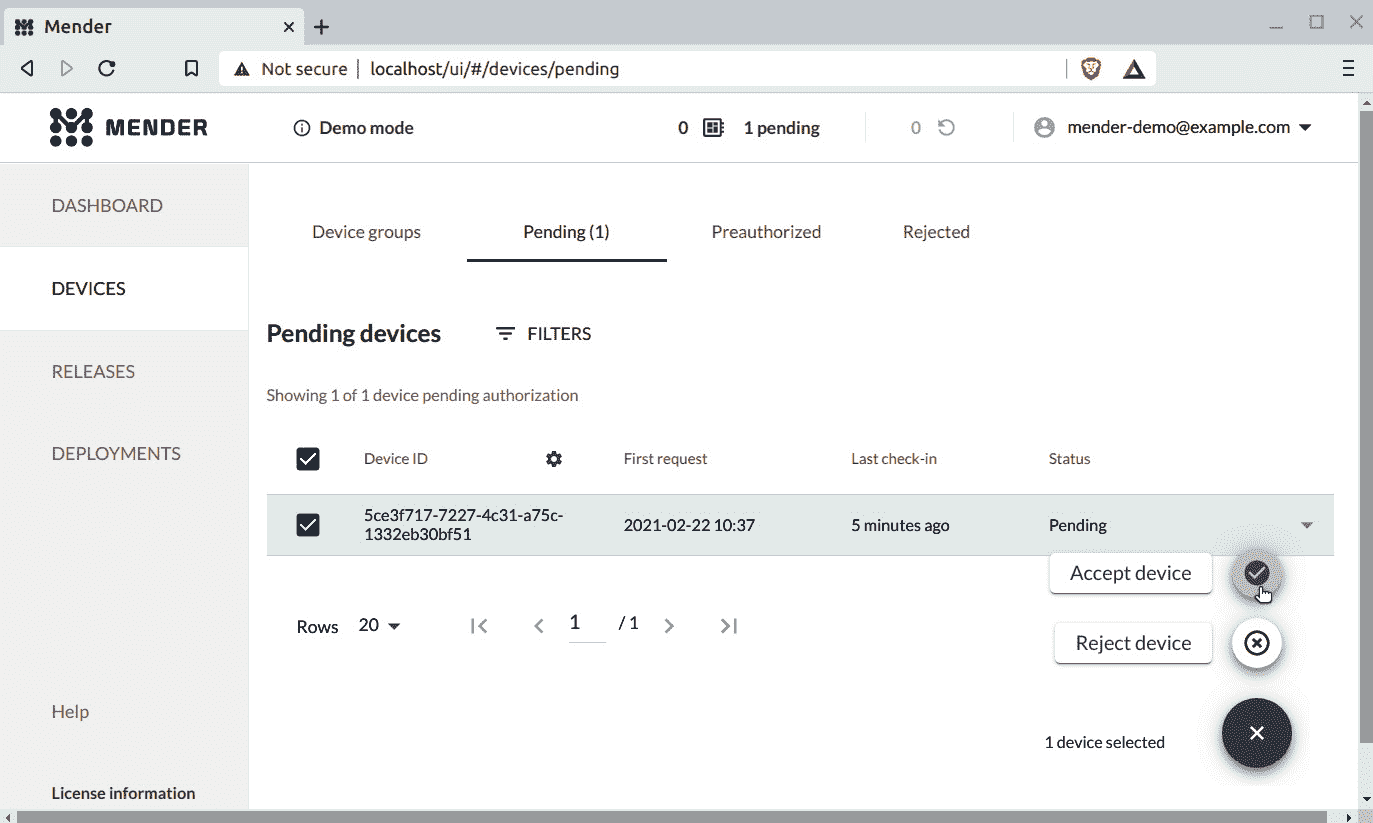 Mender
Not secure localhost/ui/#/devices/pending
MENDER Demo mode 0 1 pending 0 mender-demo@example.com
DASHBOARD
DEVICES
RELEASES
DEPLOYMENTS
Help
License information
Device groups Pending (1) Preauthorized Rejected
Pending devices FILTERS
Showing 1 of 1 device pending authorization
Device ID First request Last check-in Status
5ce3f717-7227-4c31-a75c-
1332eb30bf51 2021-02-22 10:37 5 minutes ago Pending
Accept device
Rows 20 1 / 1
Reject device
1 device selected